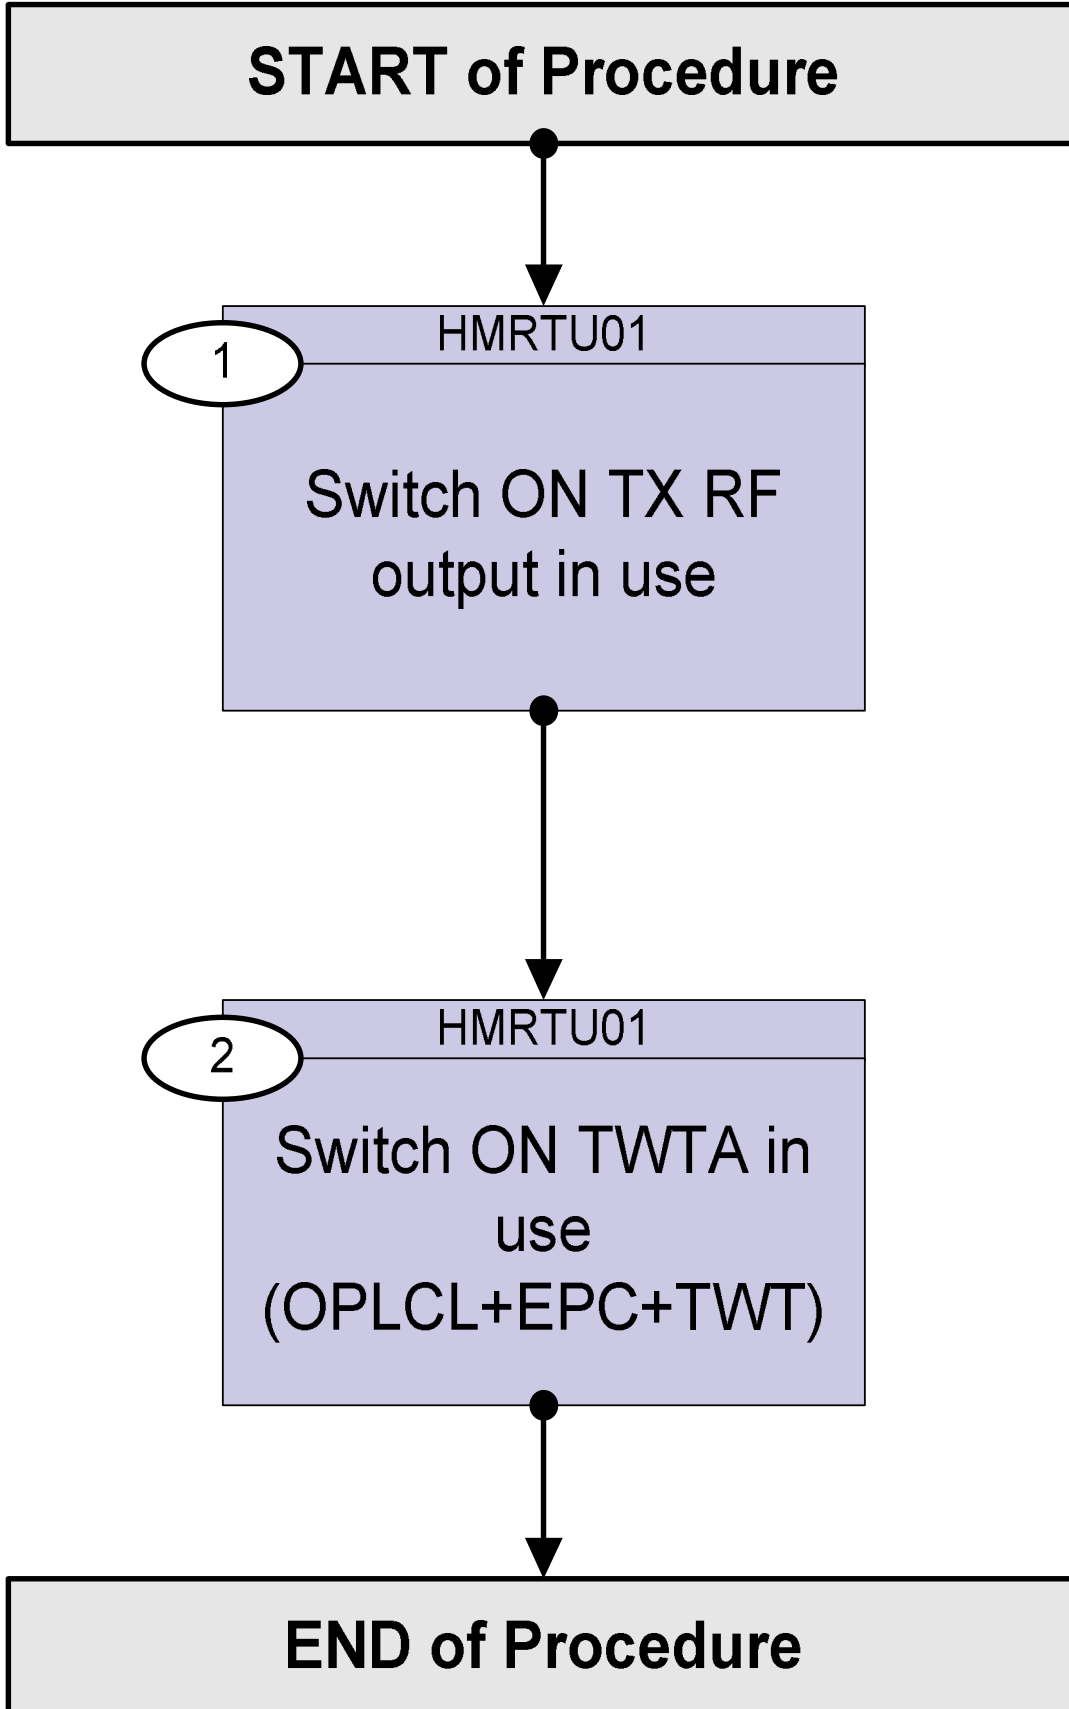 START of Procedure
HMRTU01
1
Switch ON TX RF
output in use
HMRTU01
2
Switch ON TWTA in
use
(OPLCL+EPC+TWT)
END of Procedure